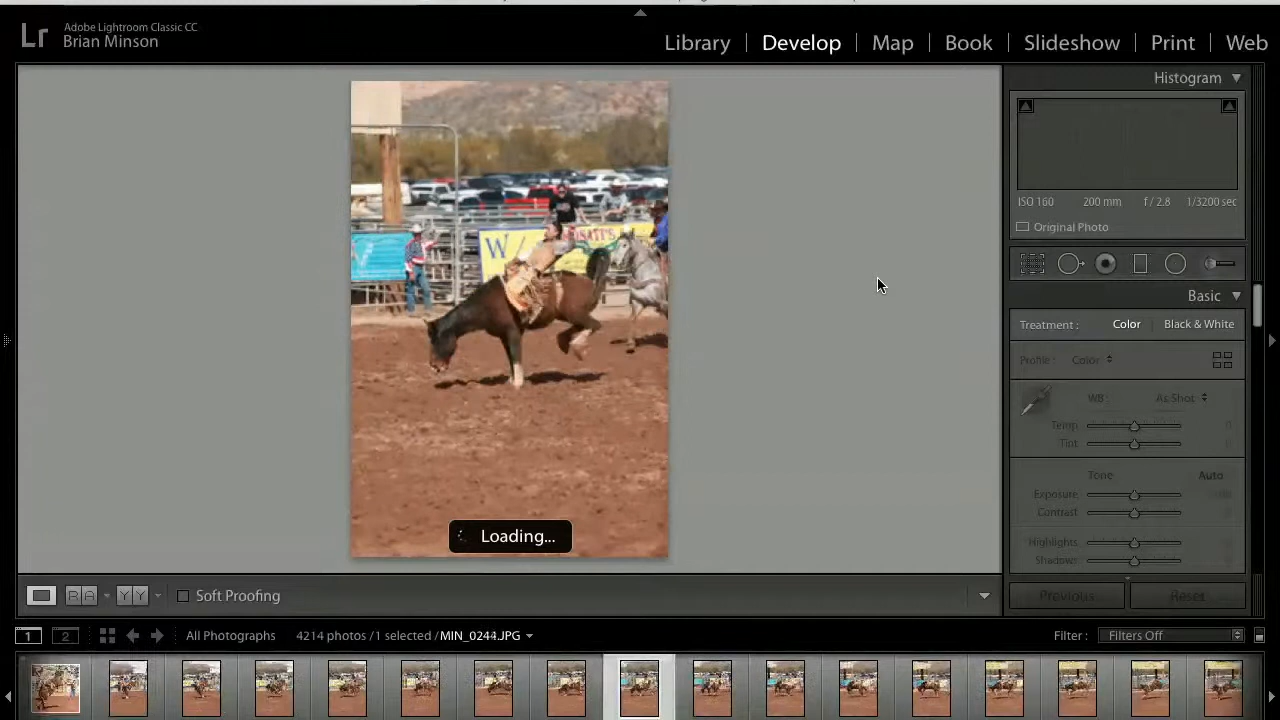 Lr
Adobe Lightroom Classic CC
Brian Minson
Library
Develop
Map
Book
Slideshow
Print
Web
Histogram
ISO 160
200 mm
f / 2.8
1/3200 sec
Original Photo
Basic
Treatment :
Color
Black & White
Profile :
Color
WB :
As Shot
Temp
Tint
Tone
Auto
Exposure
Contrast
Highlights
Shadows
W
Loading...
Previous
Reset
R A
Y Y
Soft Proofing
1
2
All Photographs
4214 photos / 1 selected / MIN_0244.JPG
Filter :
Filters Off